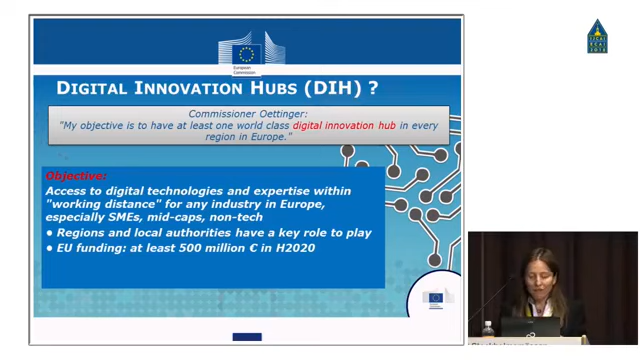 European
Commission
DIGITAL INNOVATION HUBS (DIH) ?
Commissioner Oettinger:
"My objective is to have at least one world class digital innovation hub in every
region in Europe."
Objective:
Access to digital technologies and expertise within
"working distance" for any industry in Europe,
especially SMEs, mid-caps, non-tech
● Regions and local authorities have a key role to play
● EU funding: at least 500 million € in H2020
IJCAI
ECAI
2018